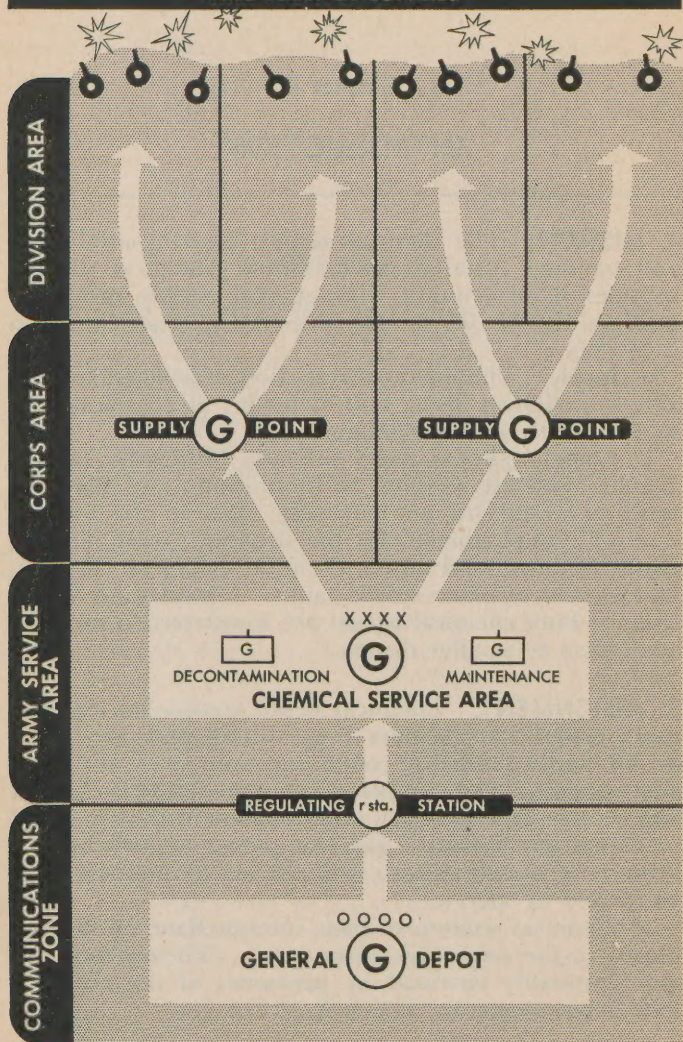 DIVISION AREA
CORPS AREA
SUPPLY G POINT
SUPPLY G POINT
ARMY SERVICE
AREA
XXXX
G
G
G
DECONTAMINATION
MAINTENANCE
CHEMICAL SERVICE AREA
REGULATING r sta. STATION
COMMUNICATIONS
ZONE
OOOO
GENERAL G DEPOT